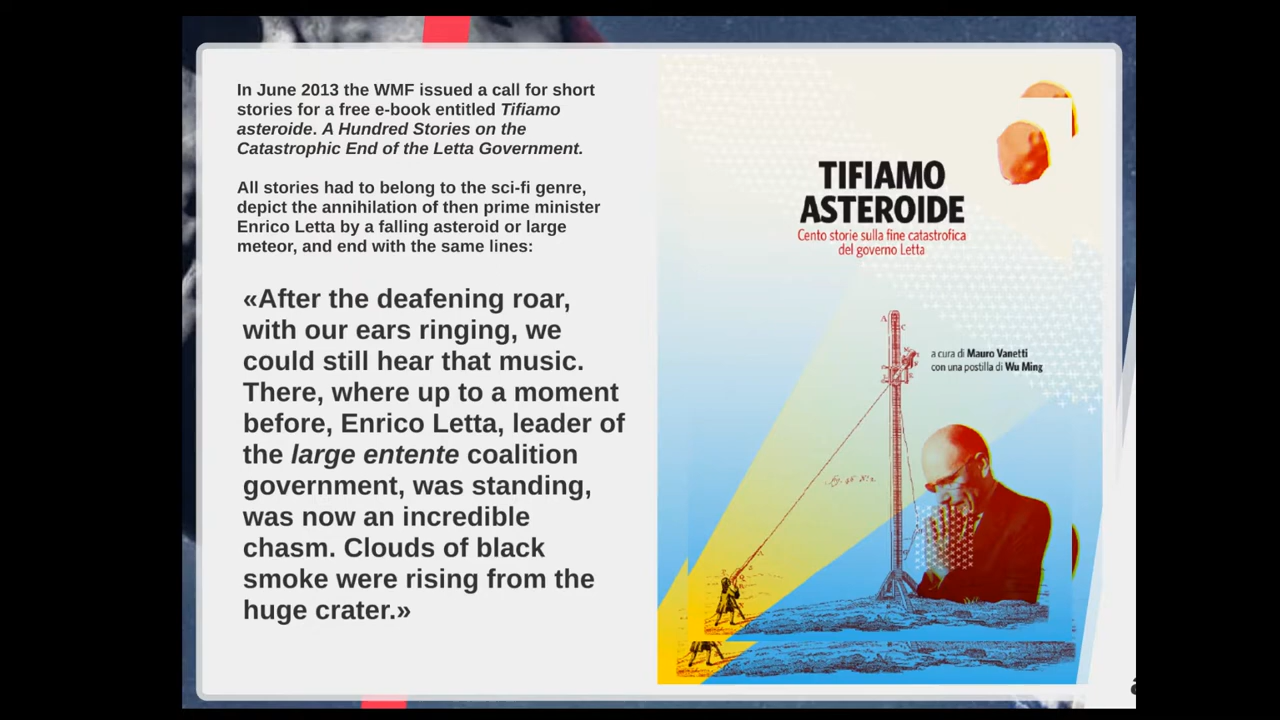 In June 2013 the WMF issued a call for short
stories for a free e-book entitled Tifiamo
asteroide. A Hundred Stories on the
Catastrophic End of the Letta Government.
All stories had to belong to the sci-fi genre,
depict the annihilation of then prime minister
Enrico Letta by a falling asteroid or large
meteor, and end with the same lines:
«After the deafening roar,
with our ears ringing, we
could still hear that music.
There, where up to a moment
before, Enrico Letta, leader of
the large entente coalition
government, was standing,
was now an incredible
chasm. Clouds of black
smoke were rising from the
huge crater.»
TIFIAMO
ASTEROIDE
Cento storie sulla fine catastrofica
del governo Letta
a cura di Mauro Vanetti
con una postilla di Wu Ming